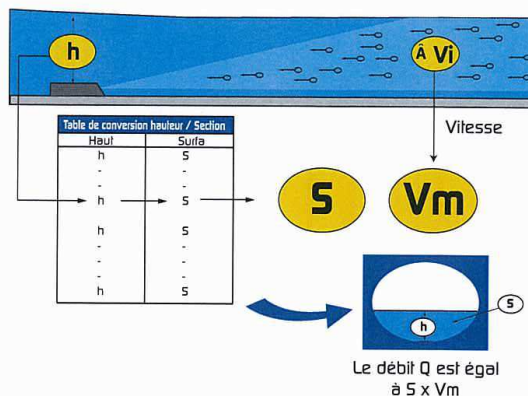 h
Â Vi
Vitesse
Table de conversion hauteur / Section
Haut Surfa
h S
- -
- -
h S
h S
- -
- -
- -
h S
S
Vm
S
h
Le débit Q est égal
à S x Vm